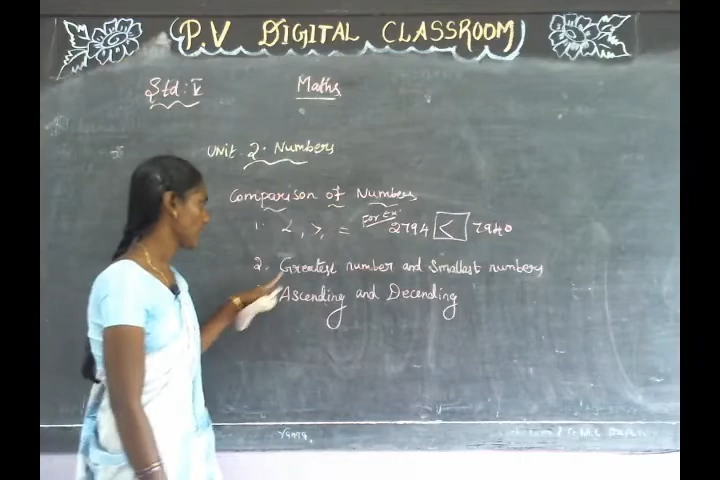 P.V DIGITAL CLASSROOM
Std: V
Maths
Unit 2. Numbers
Comparison of Numbers
1. <, >, = For Ex: 2794 < 7940
2. Greatest number and Smallest numbers
Ascending and Decending